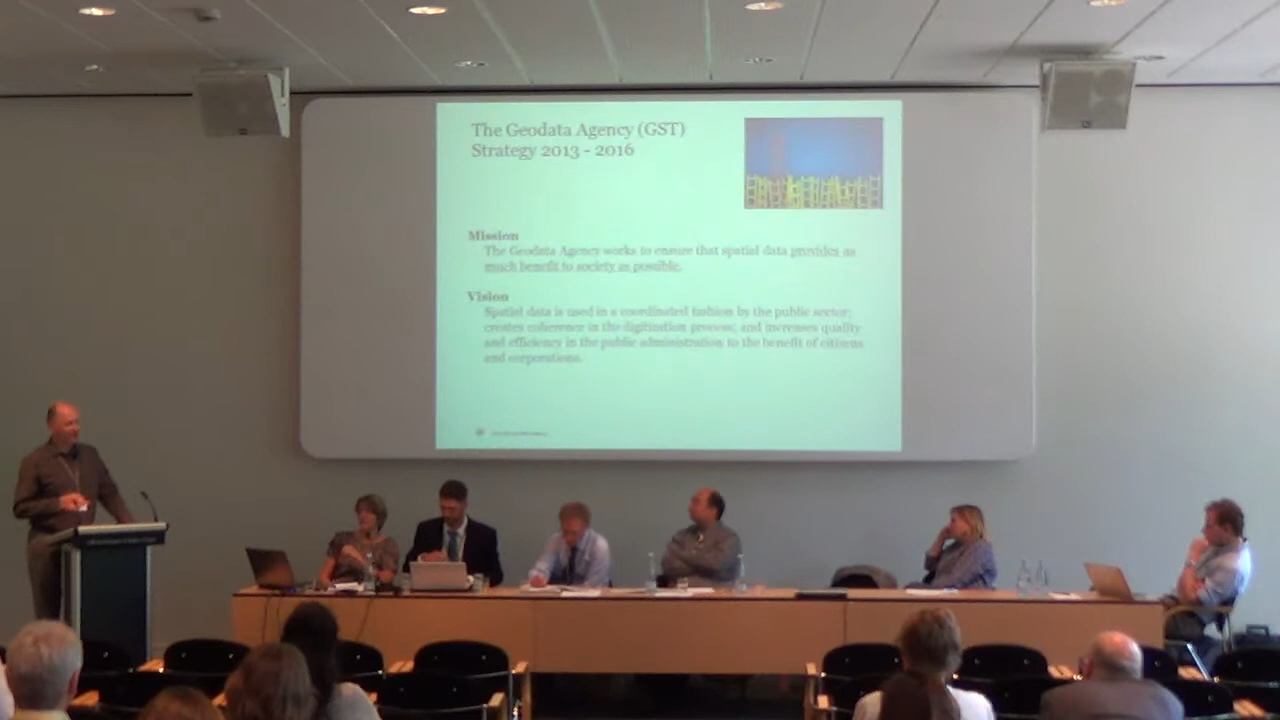 The Geodata Agency (GST)
Strategy 2013 - 2016
Mission
The Geodata Agency works to ensure that spatial data provides as
much benefit to society as possible.
Vision
Spatial data is used in a coordinated fashion by the public sector;
creates coherence in the digitization process; and increases quality
and efficiency in the public administration to the benefit of citizens
and corporations.